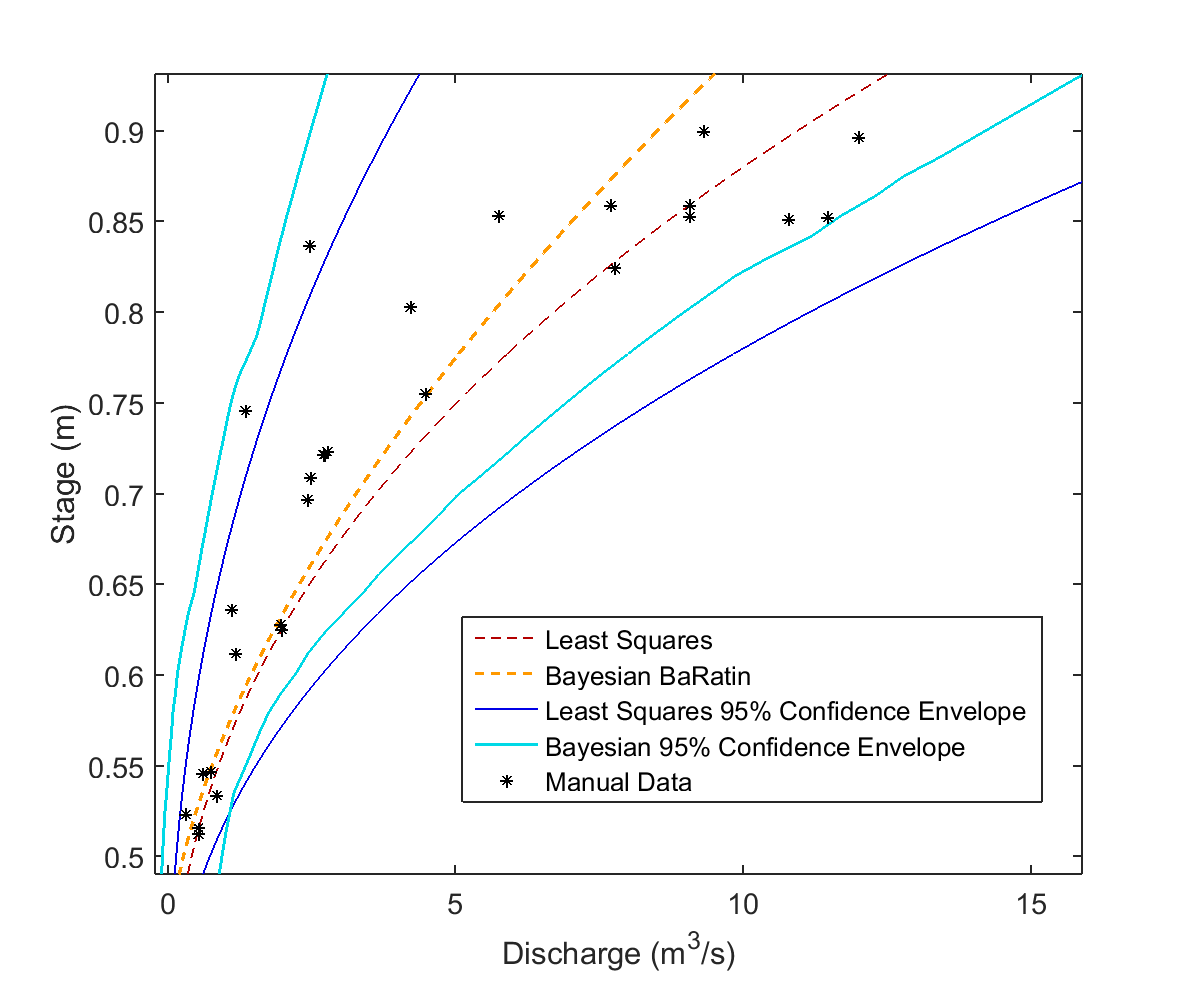 0.9
0.85
0.8
0.75
0.7
0.65
0.6
0.55
0.5
Stage (m)
Least Squares
Bayesian BaRatin
Least Squares 95% Confidence Envelope
Bayesian 95% Confidence Envelope
Manual Data
0 5 10 15
Discharge (m³/s)